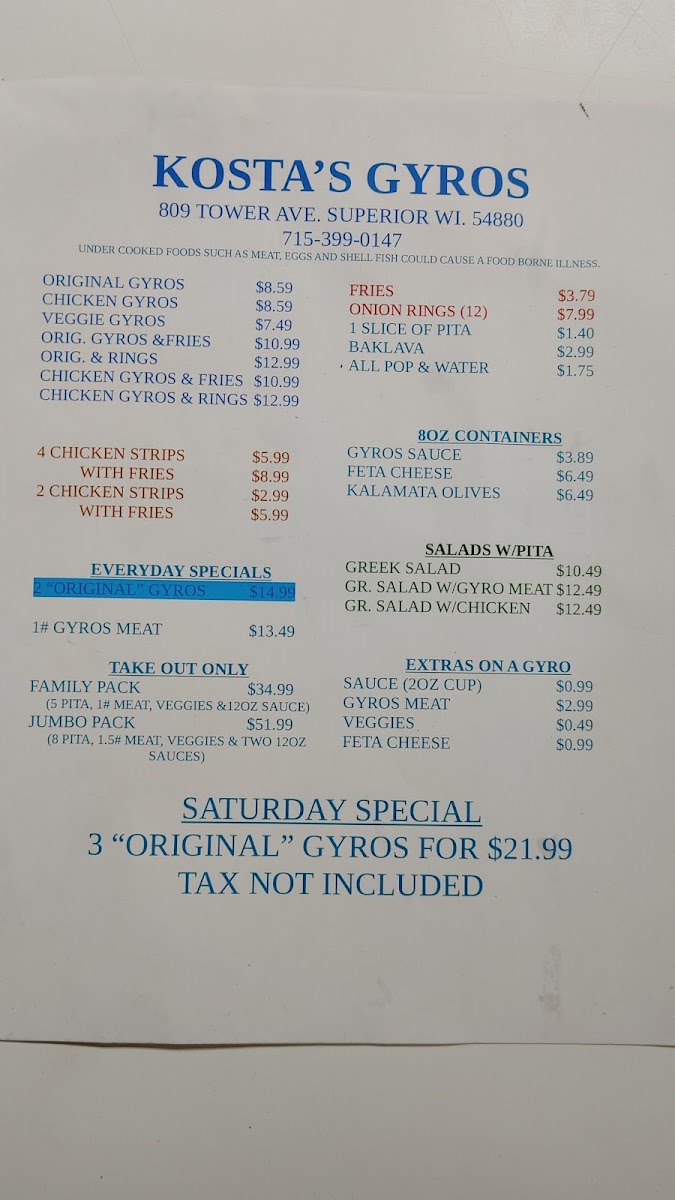 KOSTA'S GYROS
809 TOWER AVE. SUPERIOR WI. 54880
715-399-0147
UNDER COOKED FOODS SUCH AS MEAT, EGGS AND SHELL FISH COULD CAUSE A FOOD BORNE ILLNESS.
ORIGINAL GYROS $8.59
CHICKEN GYROS $8.59
VEGGIE GYROS $7.49
ORIG. GYROS &FRIES $10.99
ORIG. & RINGS $12.99
CHICKEN GYROS & FRIES $10.99
CHICKEN GYROS & RINGS $12.99
4 CHICKEN STRIPS $5.99
WITH FRIES $8.99
2 CHICKEN STRIPS $2.99
WITH FRIES $5.99
EVERYDAY SPECIALS
2 "ORIGINAL" GYROS $14.99
1# GYROS MEAT $13.49
TAKE OUT ONLY
FAMILY PACK $34.99
(5 PITA, 1# MEAT, VEGGIES &12OZ SAUCE)
JUMBO PACK $51.99
(8 PITA, 1.5# MEAT, VEGGIES & TWO 12OZ
SAUCES)
FRIES $3.79
ONION RINGS (12) $7.99
1 SLICE OF PITA $1.40
BAKLAVA $2.99
ALL POP & WATER $1.75
8OZ CONTAINERS
GYROS SAUCE $3.89
FETA CHEESE $6.49
KALAMATA OLIVES $6.49
SALADS W/PITA
GREEK SALAD $10.49
GR. SALAD W/GYRO MEAT $12.49
GR. SALAD W/CHICKEN $12.49
EXTRAS ON A GYRO
SAUCE (2OZ CUP) $0.99
GYROS MEAT $2.99
VEGGIES $0.49
FETA CHEESE $0.99
SATURDAY SPECIAL
3 "ORIGINAL" GYROS FOR $21.99
TAX NOT INCLUDED